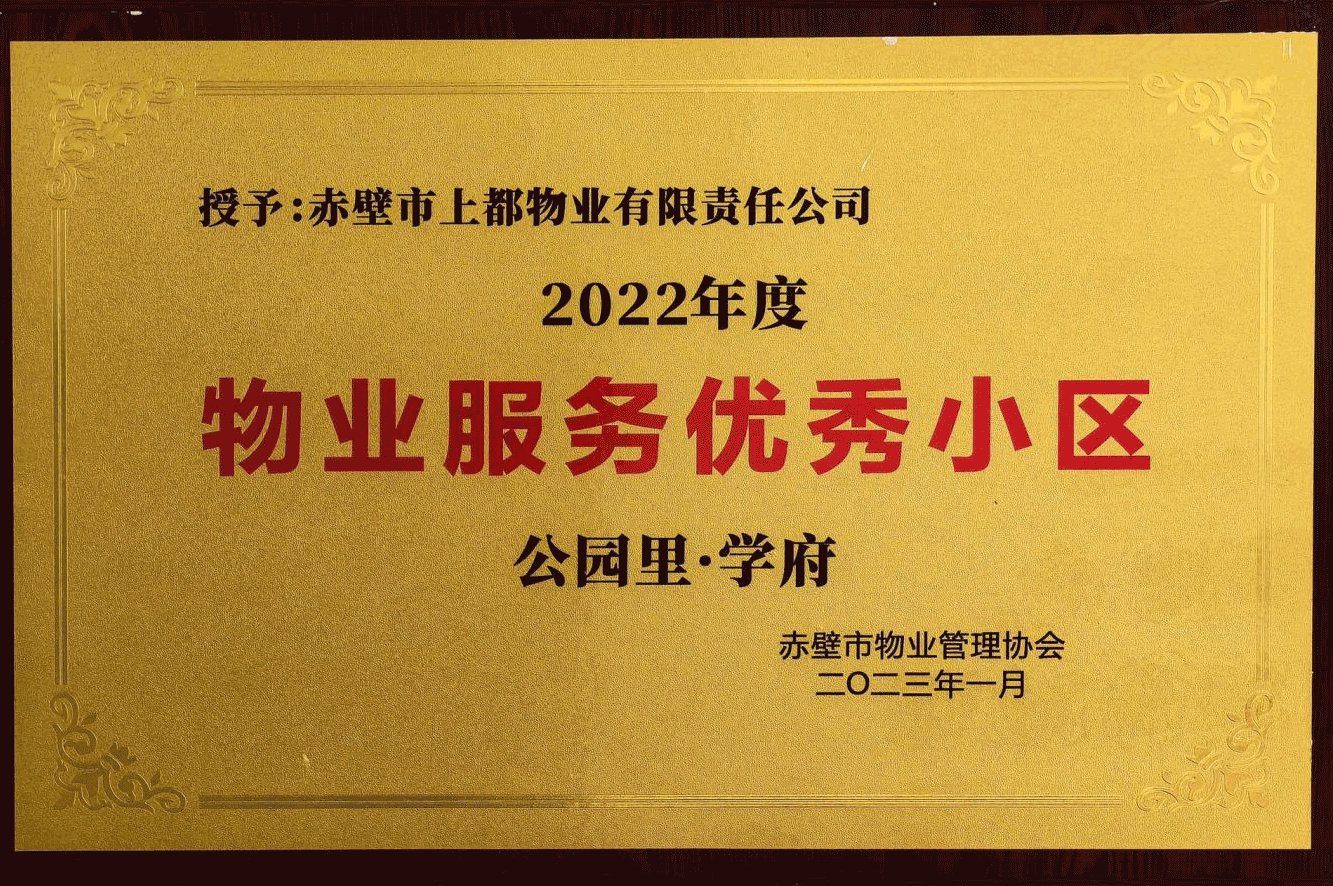 授予:赤壁市上都物业有限责任公司
2022年度
物业服务优秀小区
公园里·学府
赤壁市物业管理协会
二〇二三年一月